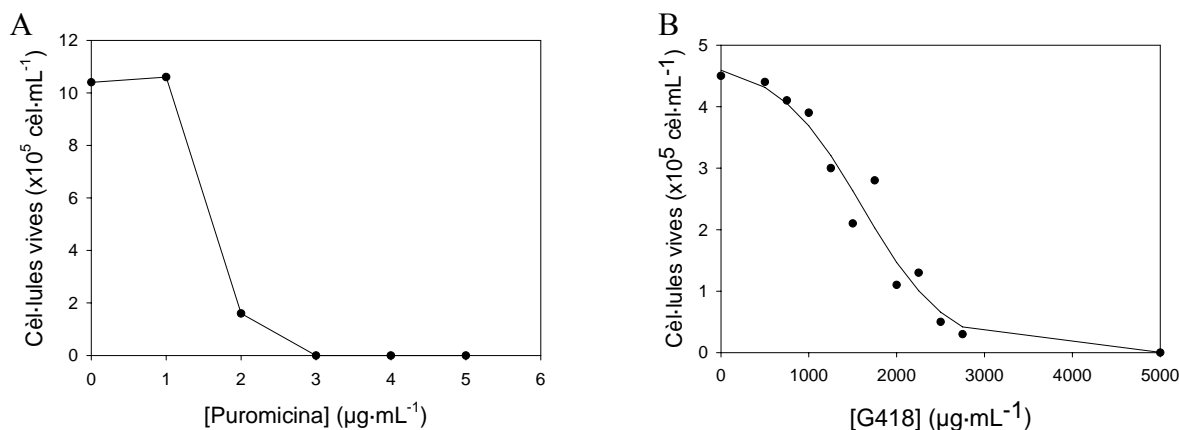 A
Cèl·lules vives (x10⁵ cèl·mL⁻¹)
12
10
8
6
4
2
0
0 1 2 3 4 5 6
[Puromicina] (µg·mL⁻¹)
B
Cèl·lules vives (x10⁵ cèl·mL⁻¹)
5
4
3
2
1
0
0 1000 2000 3000 4000 5000
[G418] (µg·mL⁻¹)